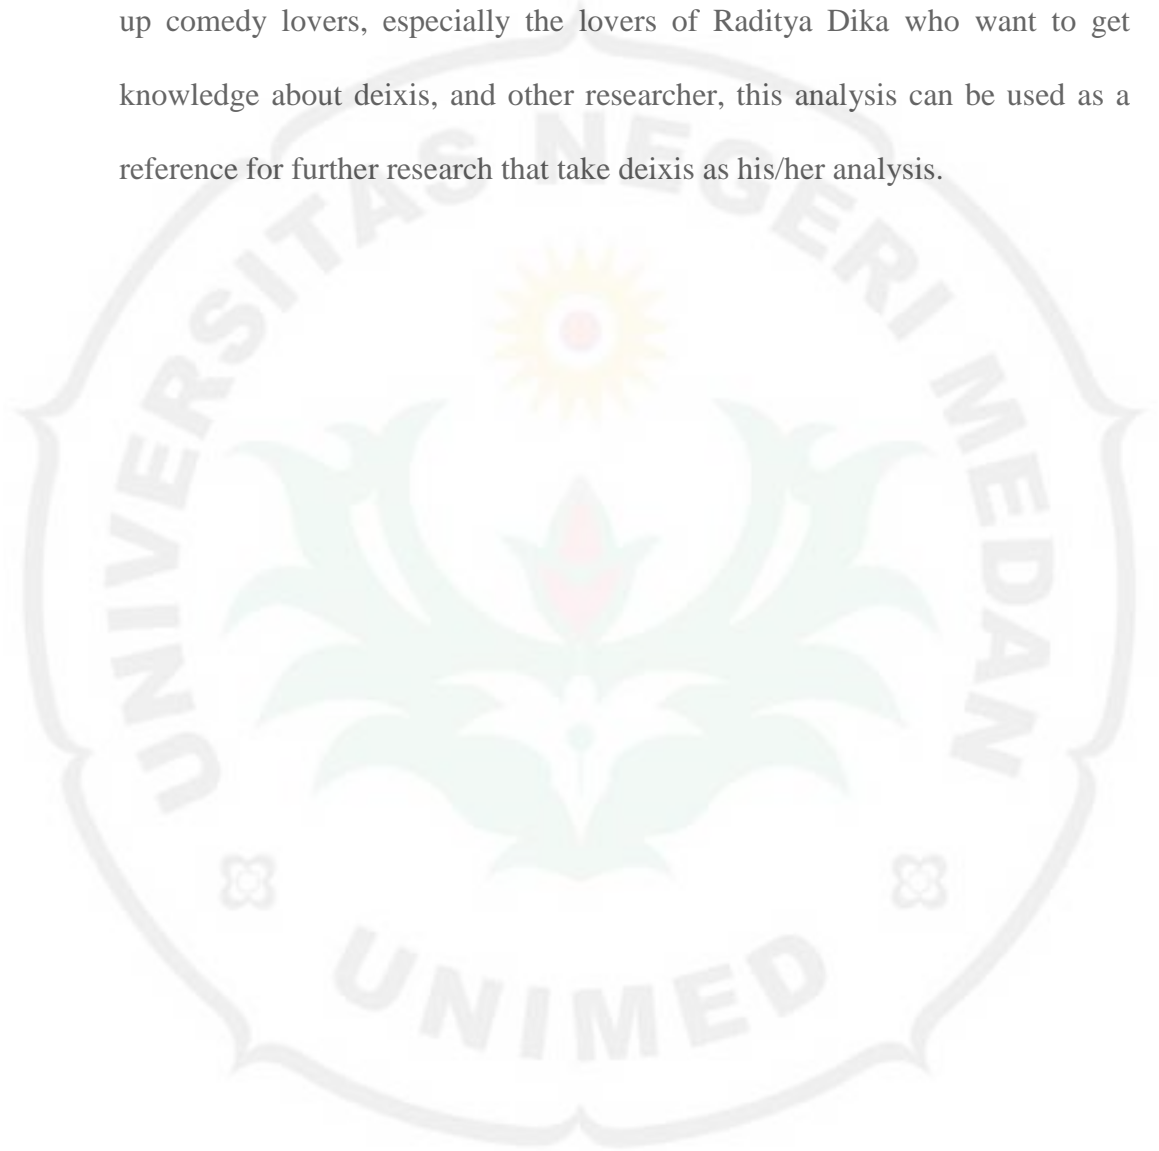 up comedy lovers, especially the lovers of Raditya Dika who want to get
knowledge about deixis, and other researcher, this analysis can be used as a
reference for further research that take deixis as his/her analysis.
UNIVERSITAS NEGERI MEDAN
UNIMED